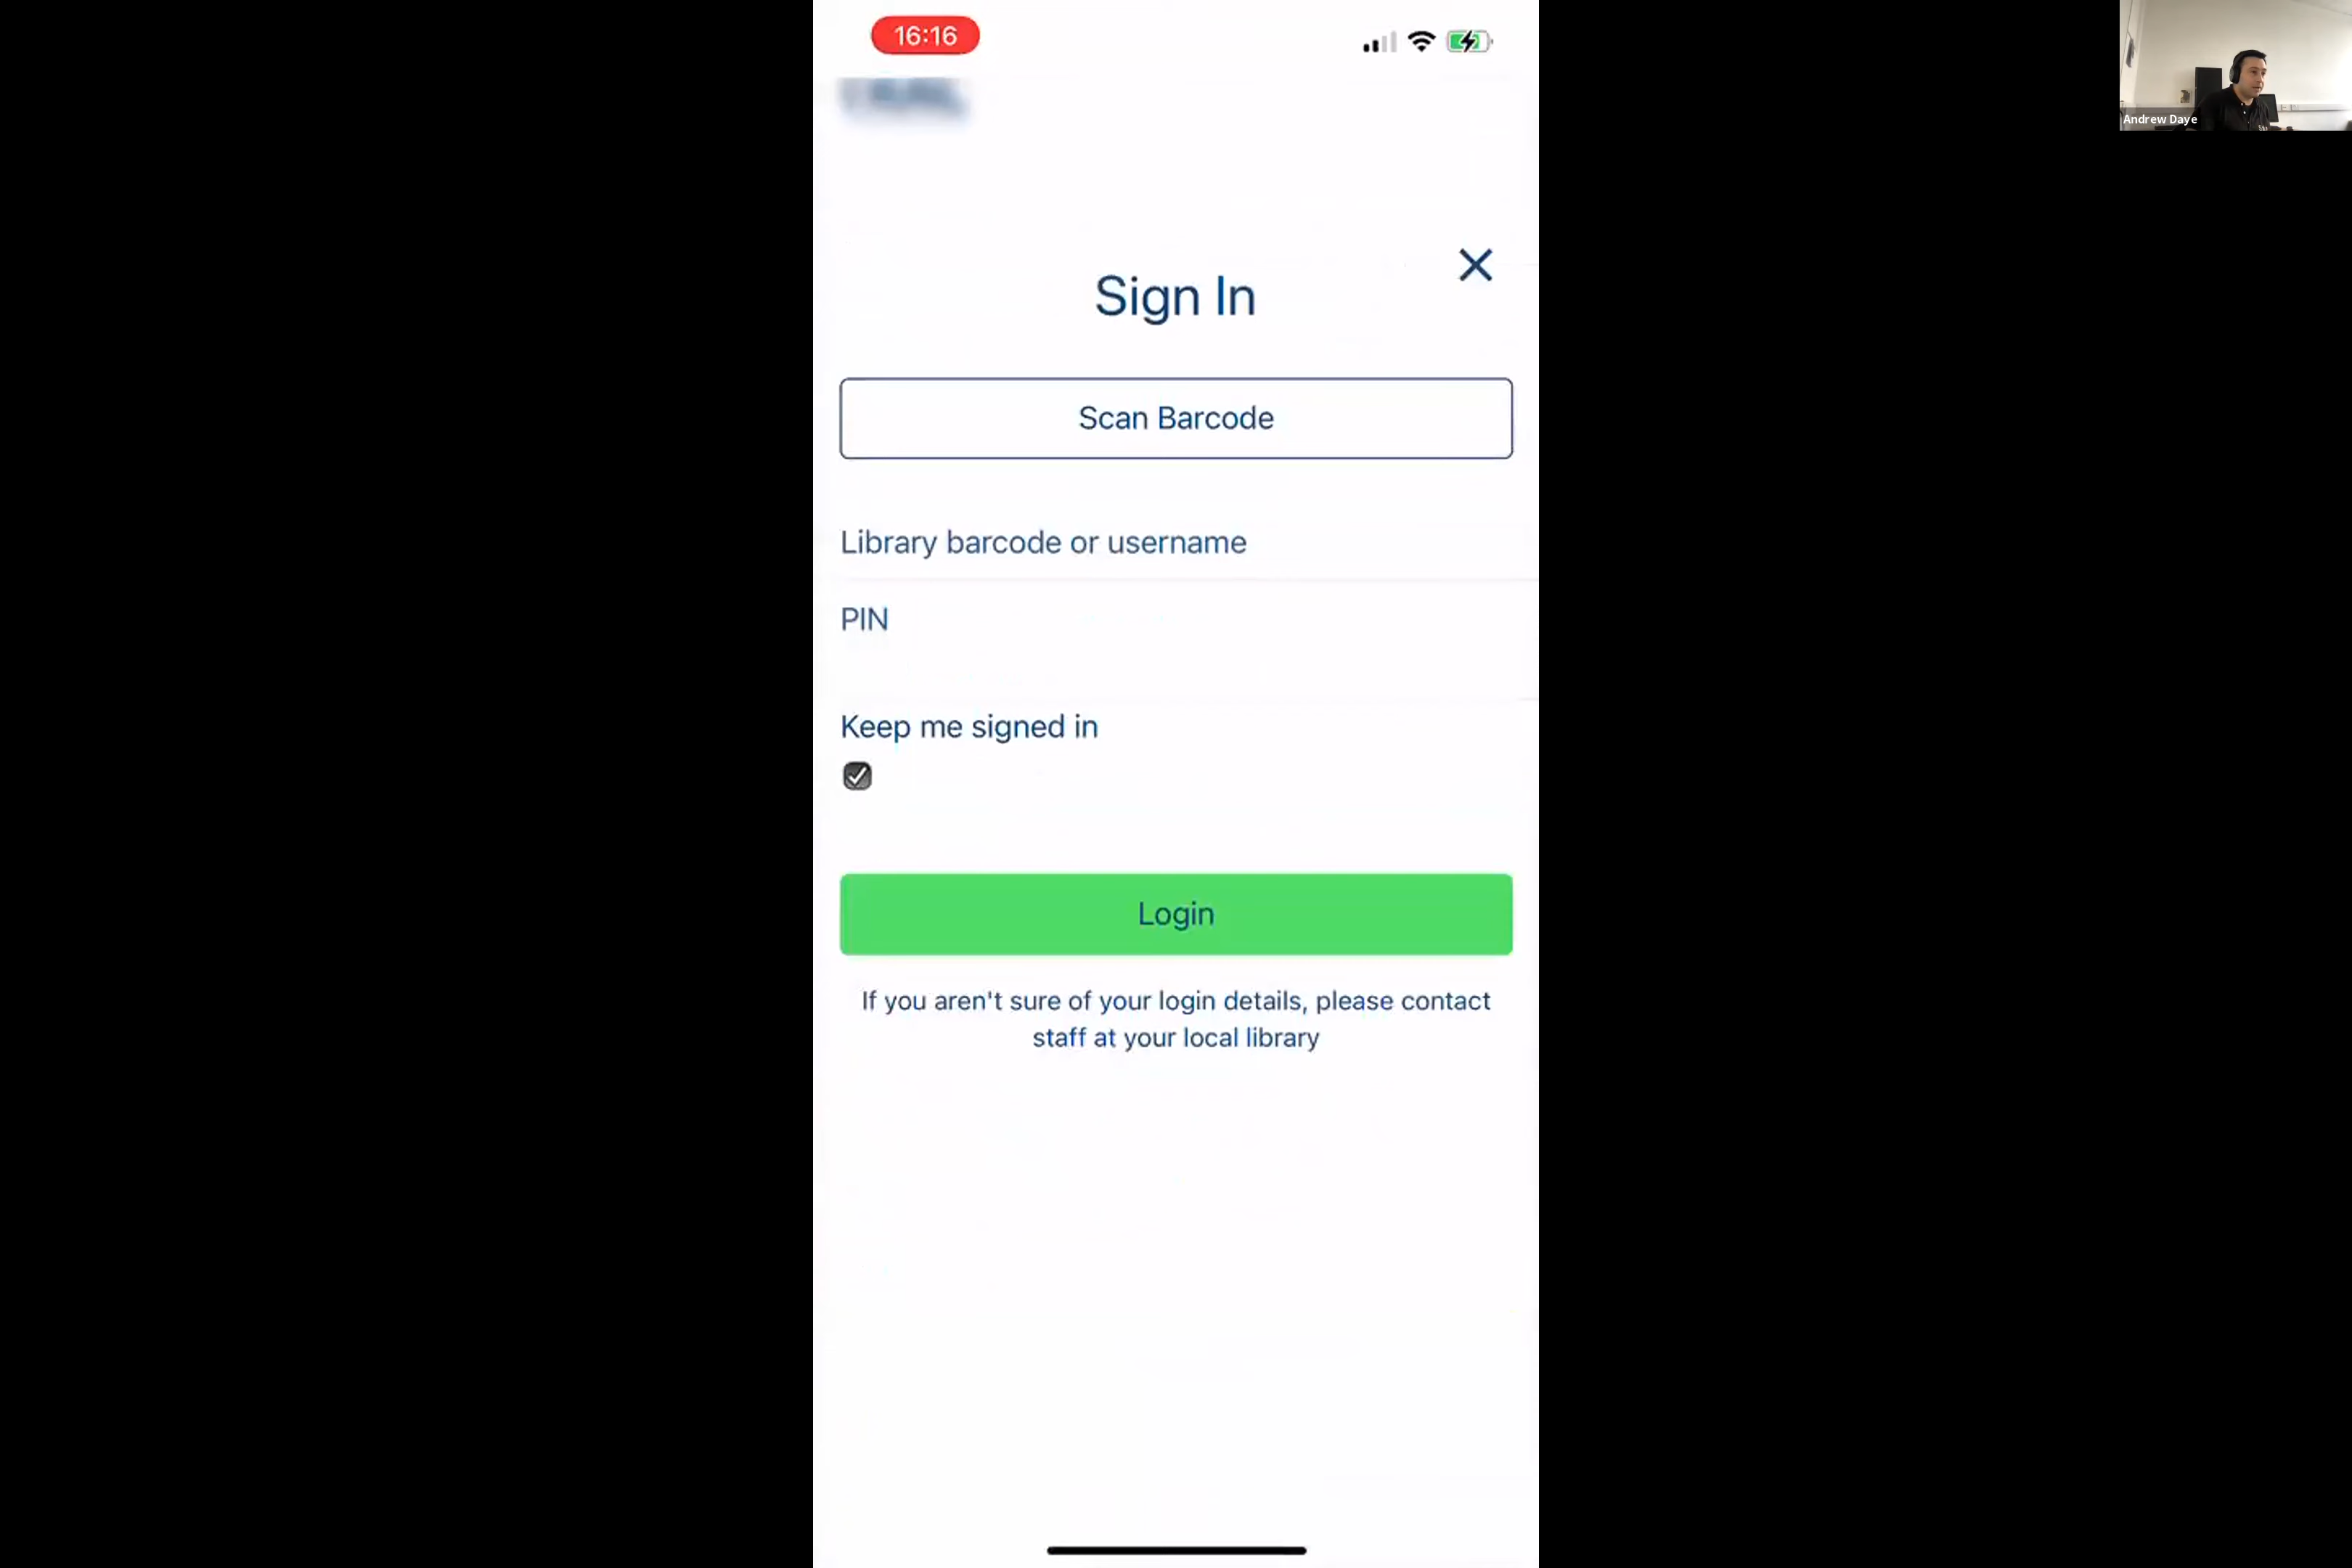 16:16
Andrew Daye
Sign In
Scan Barcode
Library barcode or username
PIN
Keep me signed in
Login
If you aren't sure of your login details, please contact
staff at your local library